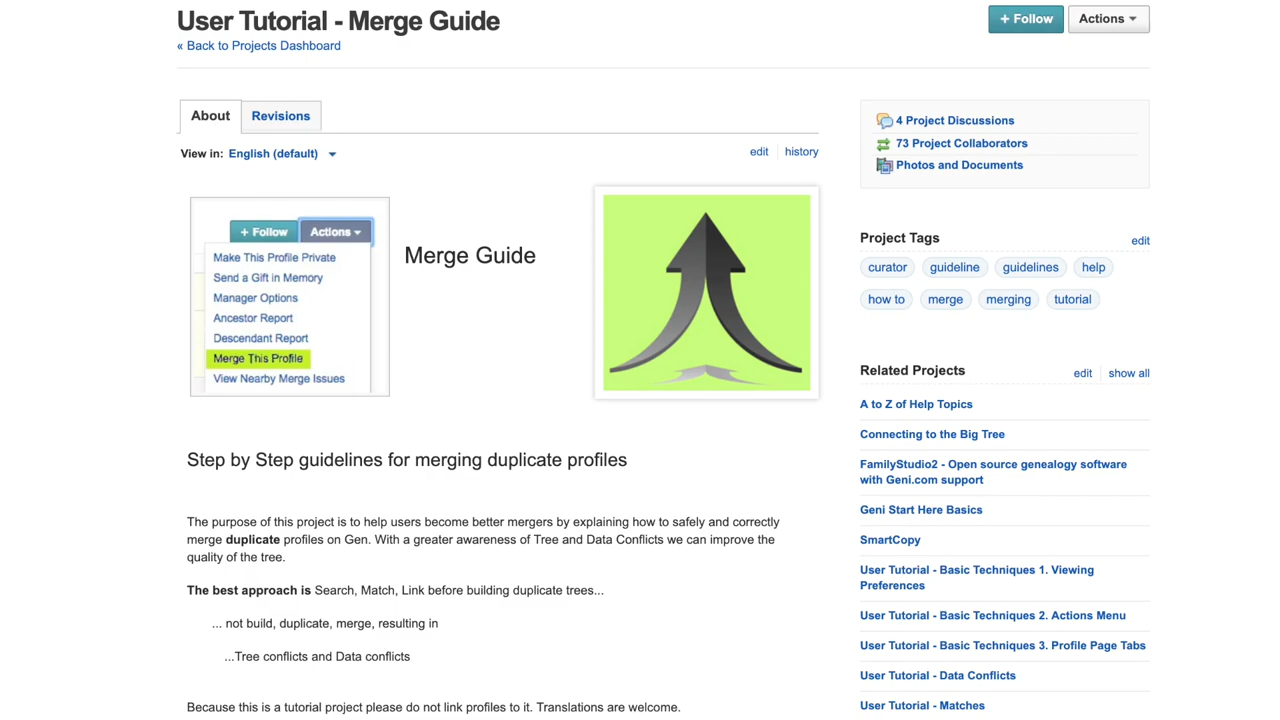 User Tutorial - Merge Guide
+ Follow
Actions
« Back to Projects Dashboard
About
Revisions
View in: English (default)
edit
history
+ Follow
Actions
Make This Profile Private
Send a Gift in Memory
Manager Options
Ancestor Report
Descendant Report
Merge This Profile
View Nearby Merge Issues
Merge Guide
Step by Step guidelines for merging duplicate profiles
The purpose of this project is to help users become better mergers by explaining how to safely and correctly
merge duplicate profiles on Gen. With a greater awareness of Tree and Data Conflicts we can improve the
quality of the tree.
The best approach is Search, Match, Link before building duplicate trees...
... not build, duplicate, merge, resulting in
...Tree conflicts and Data conflicts
Because this is a tutorial project please do not link profiles to it. Translations are welcome.
4 Project Discussions
73 Project Collaborators
Photos and Documents
Project Tags
edit
curator
guideline
guidelines
help
how to
merge
merging
tutorial
Related Projects
edit
show all
A to Z of Help Topics
Connecting to the Big Tree
FamilyStudio2 - Open source genealogy software
with Geni.com support
Geni Start Here Basics
SmartCopy
User Tutorial - Basic Techniques 1. Viewing
Preferences
User Tutorial - Basic Techniques 2. Actions Menu
User Tutorial - Basic Techniques 3. Profile Page Tabs
User Tutorial - Data Conflicts
User Tutorial - Matches